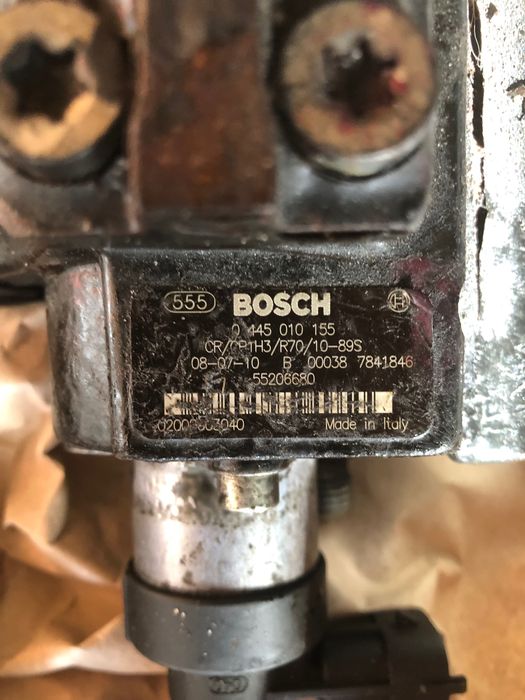 555 BOSCH
0 445 010 155
CR/CP1H3/R70/10-89S
08-07-10 B 00038 7841846
55206680
Made in Italy